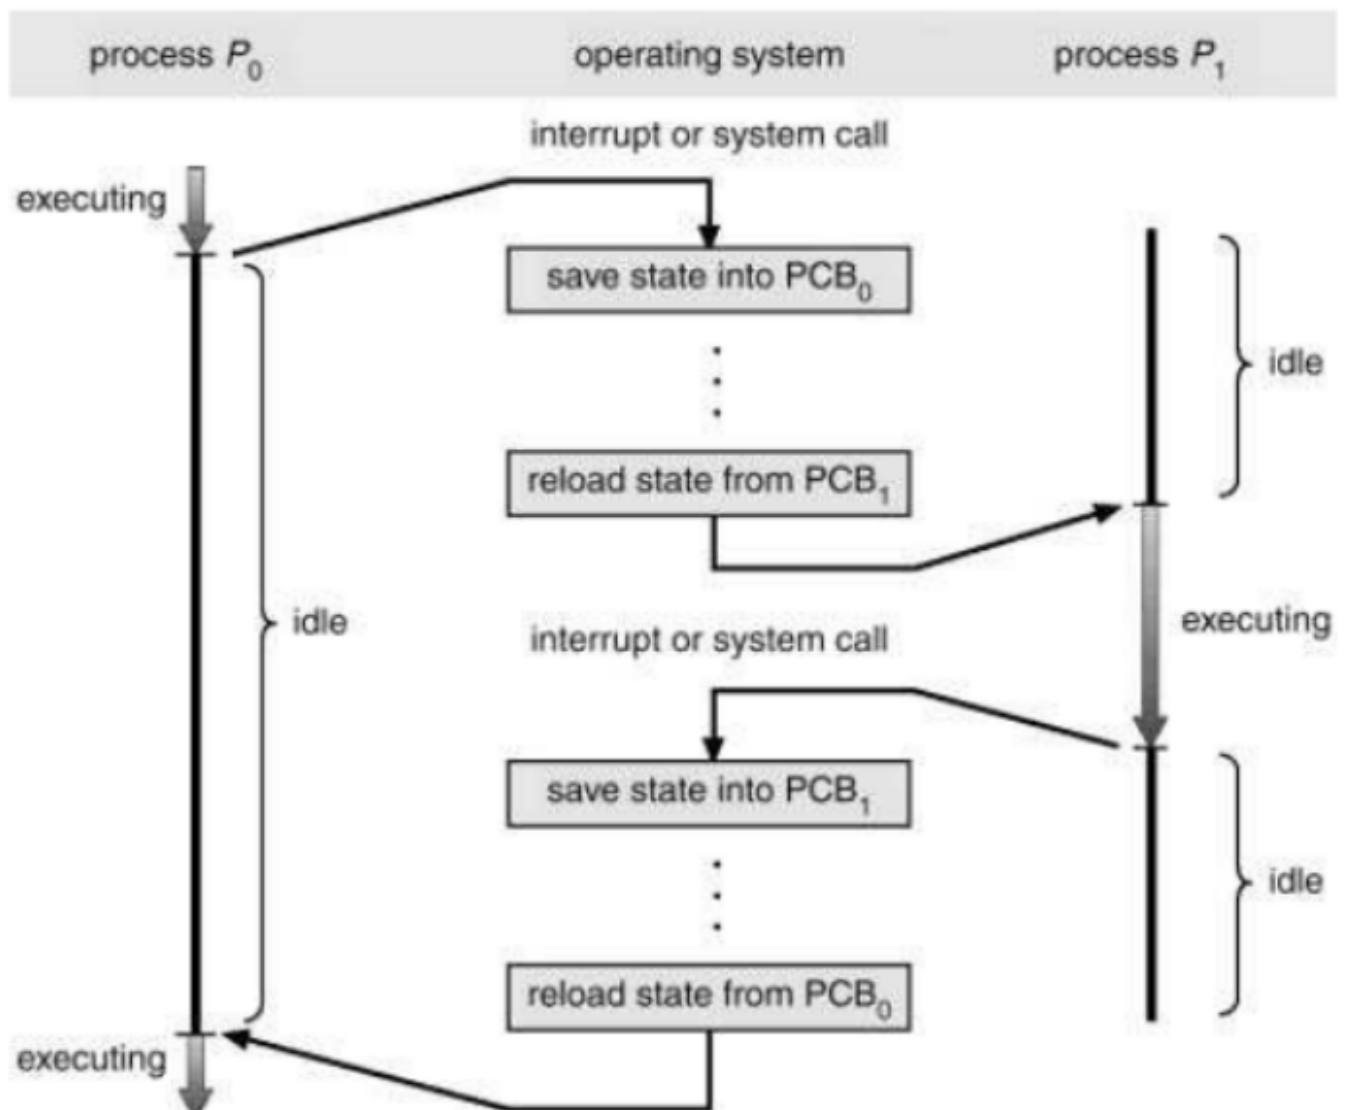 process P0 operating system process P1
interrupt or system call
executing
save state into PCB0
idle
reload state from PCB1
idle
interrupt or system call
executing
save state into PCB1
idle
reload state from PCB0
executing